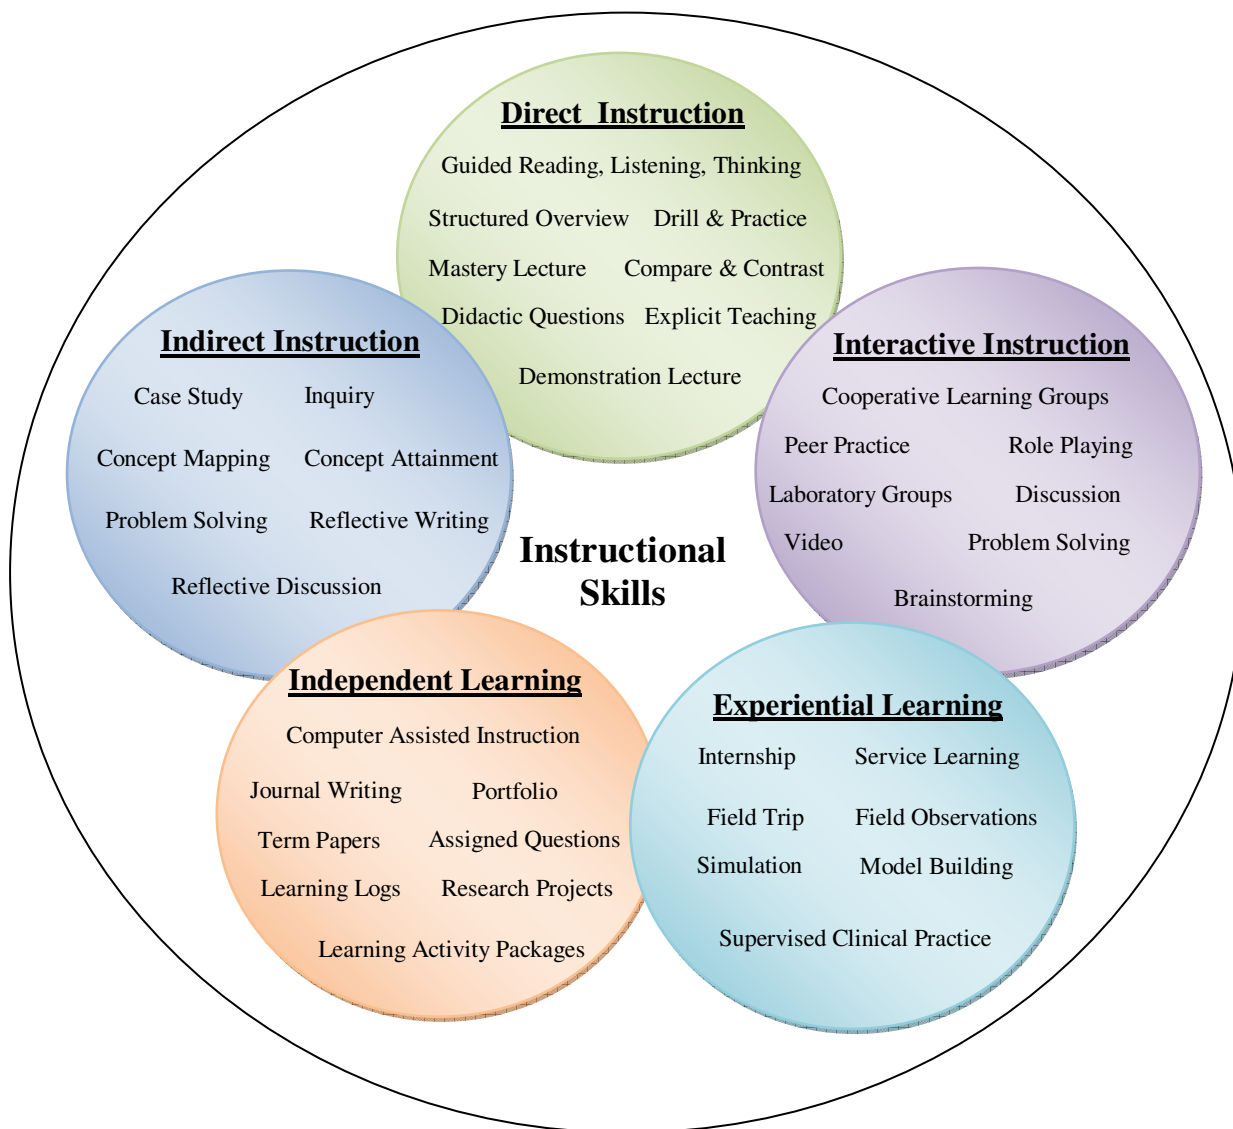 Direct Instruction
Guided Reading, Listening, Thinking
Structured Overview Drill & Practice
Mastery Lecture Compare & Contrast
Didactic Questions Explicit Teaching
Demonstration Lecture
Indirect Instruction
Case Study Inquiry
Concept Mapping Concept Attainment
Problem Solving Reflective Writing
Reflective Discussion
Interactive Instruction
Cooperative Learning Groups
Peer Practice Role Playing
Laboratory Groups Discussion
Video Problem Solving
Brainstorming
Instructional
Skills
Independent Learning
Computer Assisted Instruction
Journal Writing Portfolio
Term Papers Assigned Questions
Learning Logs Research Projects
Learning Activity Packages
Experiential Learning
Internship Service Learning
Field Trip Field Observations
Simulation Model Building
Supervised Clinical Practice